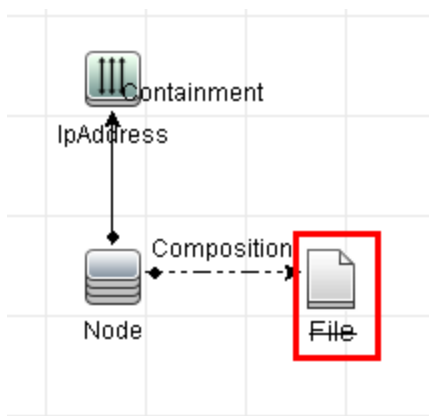 Containment
IpAddress
Composition
Node
File